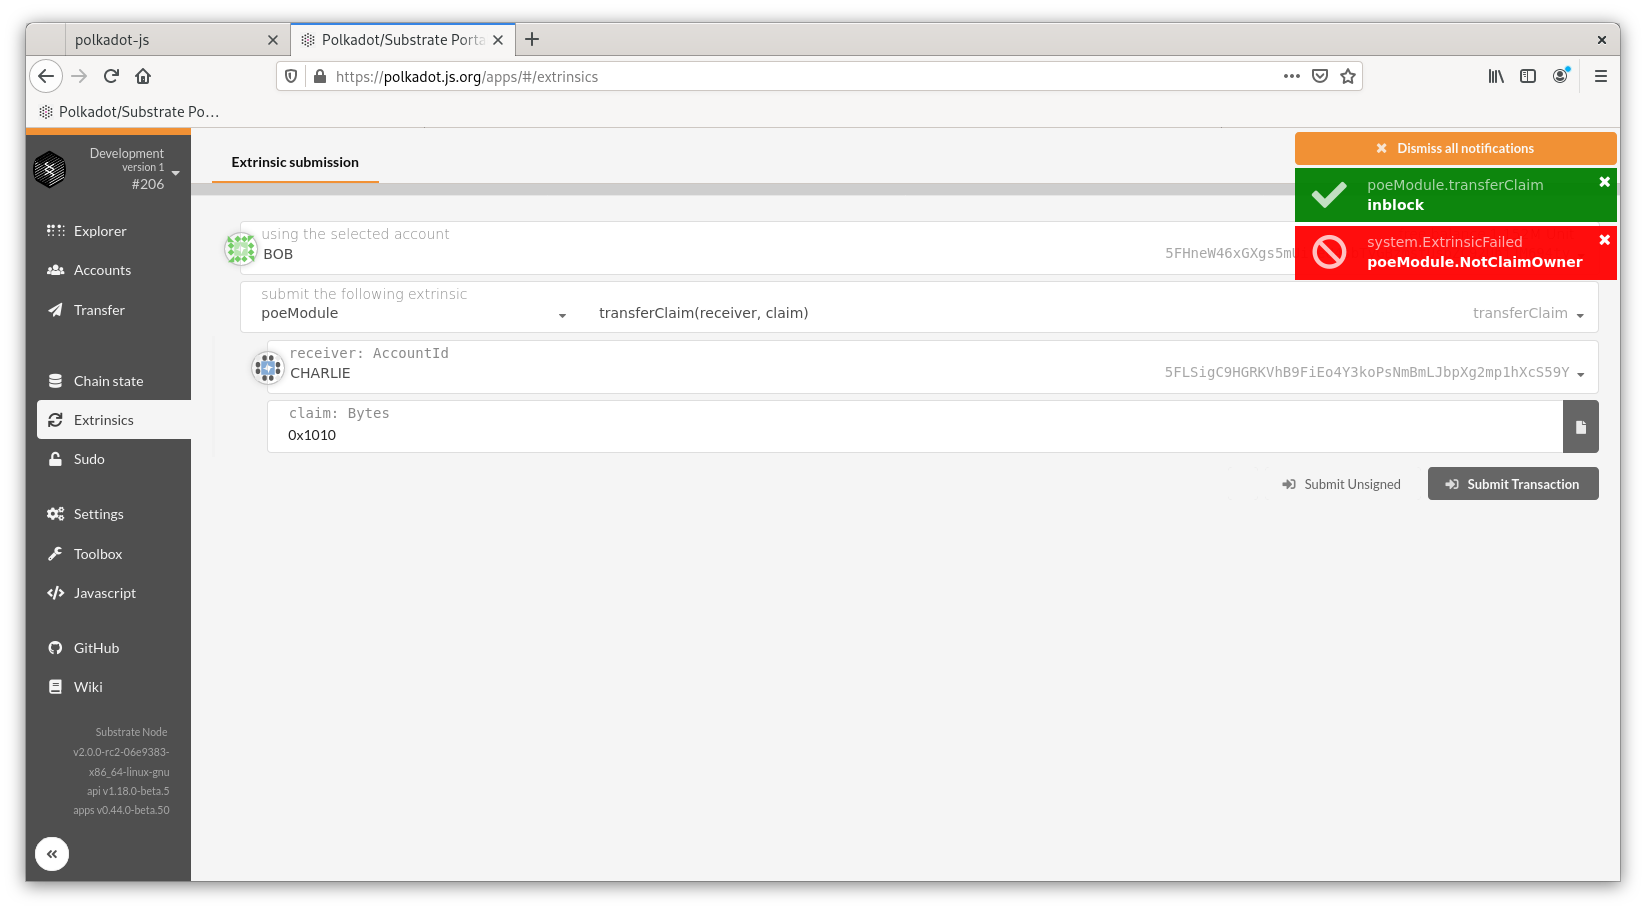 polkadot-js
Polkadot/Substrate Porta
https://polkadot.js.org/apps/#/extrinsics
Polkadot/Substrate Po…
Development
version 1
#206
Explorer
Accounts
Transfer
Chain state
Extrinsics
Sudo
Settings
Toolbox
Javascript
GitHub
Wiki
Substrate Node
v2.0.0-rc2-06e9383-
x86_64-linux-gnu
api v1.18.0-beta.5
apps v0.44.0-beta.50
Extrinsic submission
Dismiss all notifications
poeModule.transferClaim
inblock
system.ExtrinsicFailed
poeModule.NotClaimOwner
using the selected account
BOB
5FHneW46xGXgs5m
submit the following extrinsic
poeModule
transferClaim(receiver, claim)
transferClaim
receiver: AccountId
CHARLIE
5FLSigC9HGRKVhB9FiEo4Y3koPsNmBmLJbpXg2mp1hXcS59Y
claim: Bytes
0x1010
Submit Unsigned
Submit Transaction